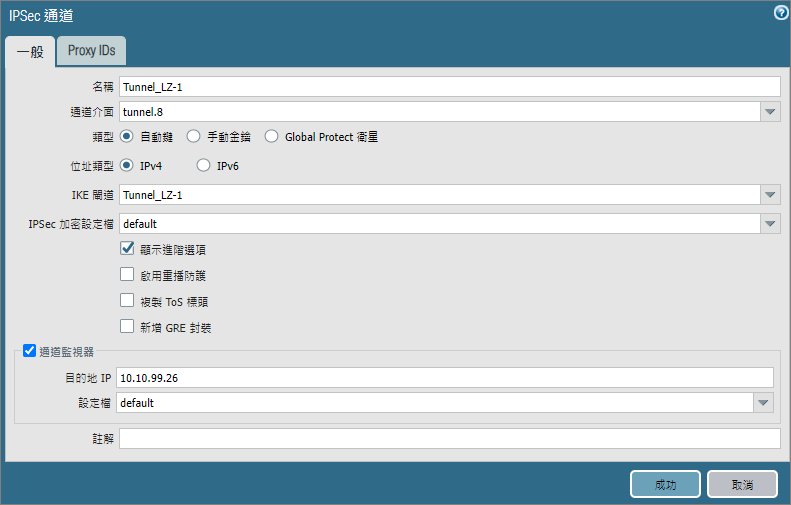 IPSec 通道
一般 Proxy IDs
名稱 Tunnel_LZ-1
通道介面 tunnel.8
類型 自動鍵 手動金鑰 Global Protect 衛星
位址類型 IPv4 IPv6
IKE 閘道 Tunnel_LZ-1
IPSec 加密設定檔 default
顯示進階選項
啟用重播防護
複製 ToS 標頭
新增 GRE 封裝
通道監視器
目的地 IP 10.10.99.26
設定檔 default
註解
成功 取消